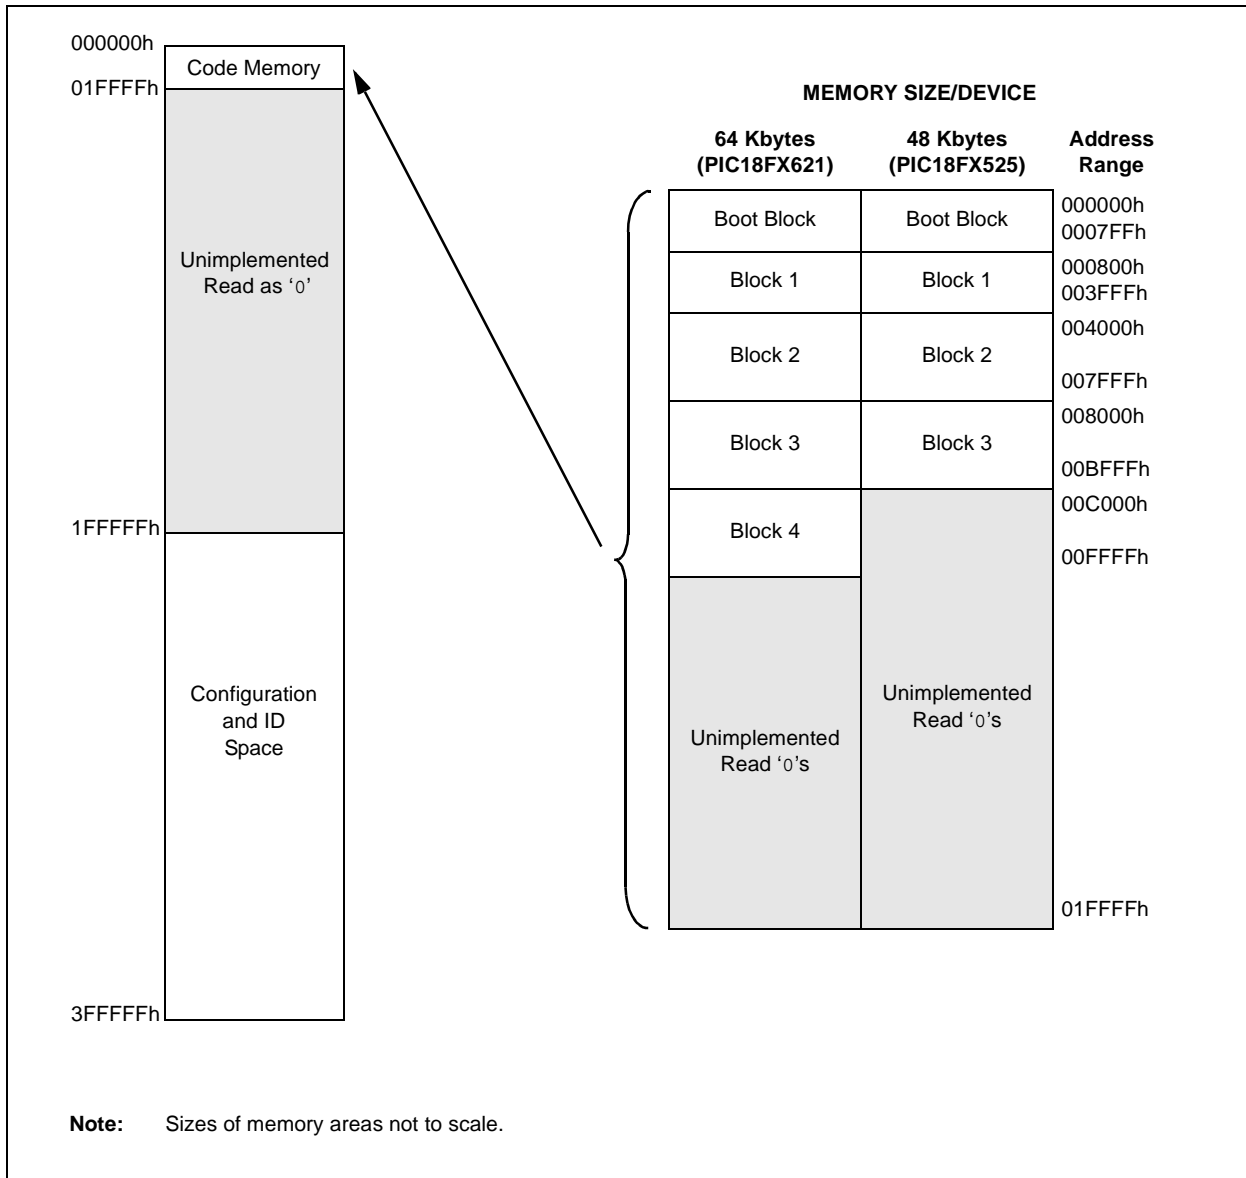 000000h
Code Memory
01FFFFh
Unimplemented
Read as ‘0’
1FFFFFh
Configuration
and ID
Space
3FFFFFh
MEMORY SIZE/DEVICE
64 Kbytes
(PIC18FX621)
48 Kbytes
(PIC18FX525)
Address
Range
Boot Block
Boot Block
000000h
0007FFh
Block 1
Block 1
000800h
003FFFh
Block 2
Block 2
004000h
007FFFh
Block 3
Block 3
008000h
00BFFFh
Block 4
00C000h
00FFFFh
Unimplemented
Read ‘0’s
Unimplemented
Read ‘0’s
01FFFFh
Note: Sizes of memory areas not to scale.